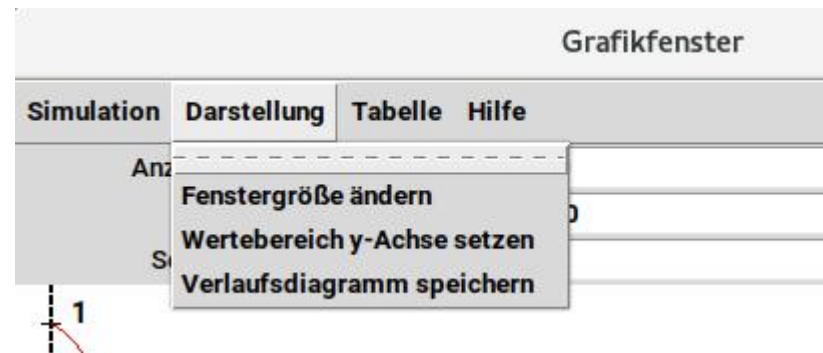 Grafikfenster
Simulation Darstellung Tabelle Hilfe
Fenstergröße ändern
Wertebereich y-Achse setzen
Verlaufsdiagramm speichern
1